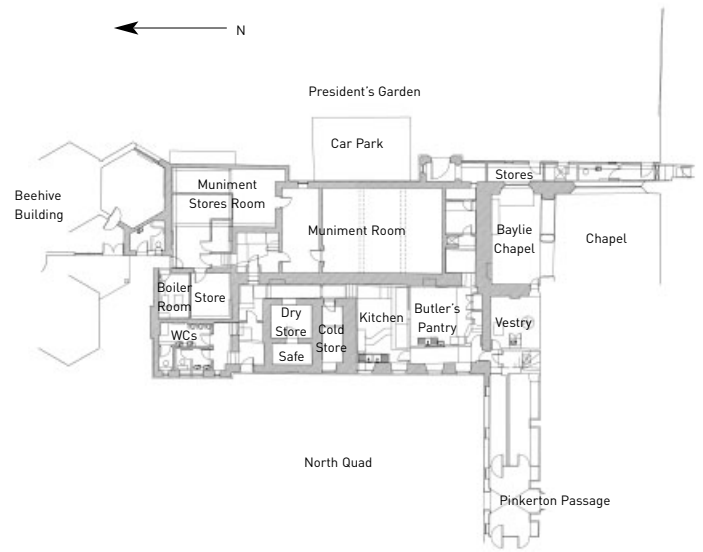 N
President's Garden
Car Park
Stores
Muniment
Stores Room
Beehive
Building
Muniment Room
Baylie
Chapel
Chapel
Boiler
Room
Store
Dry
Store
Cold
Store
Kitchen
Butler's
Pantry
Vestry
WCs
Safe
North Quad
Pinkerton Passage